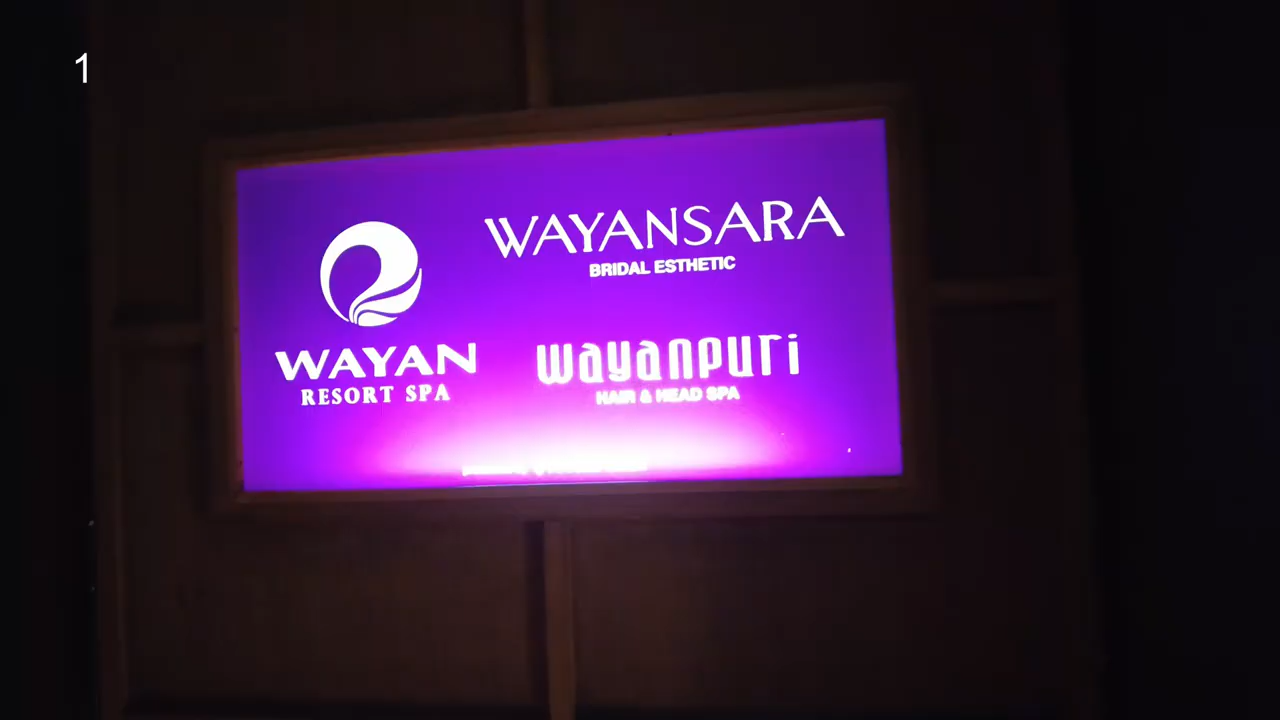 1
WAYANSARA
BRIDAL ESTHETIC
WAYAN
RESORT SPA
wayanpuri
HAIR & HEAD SPA